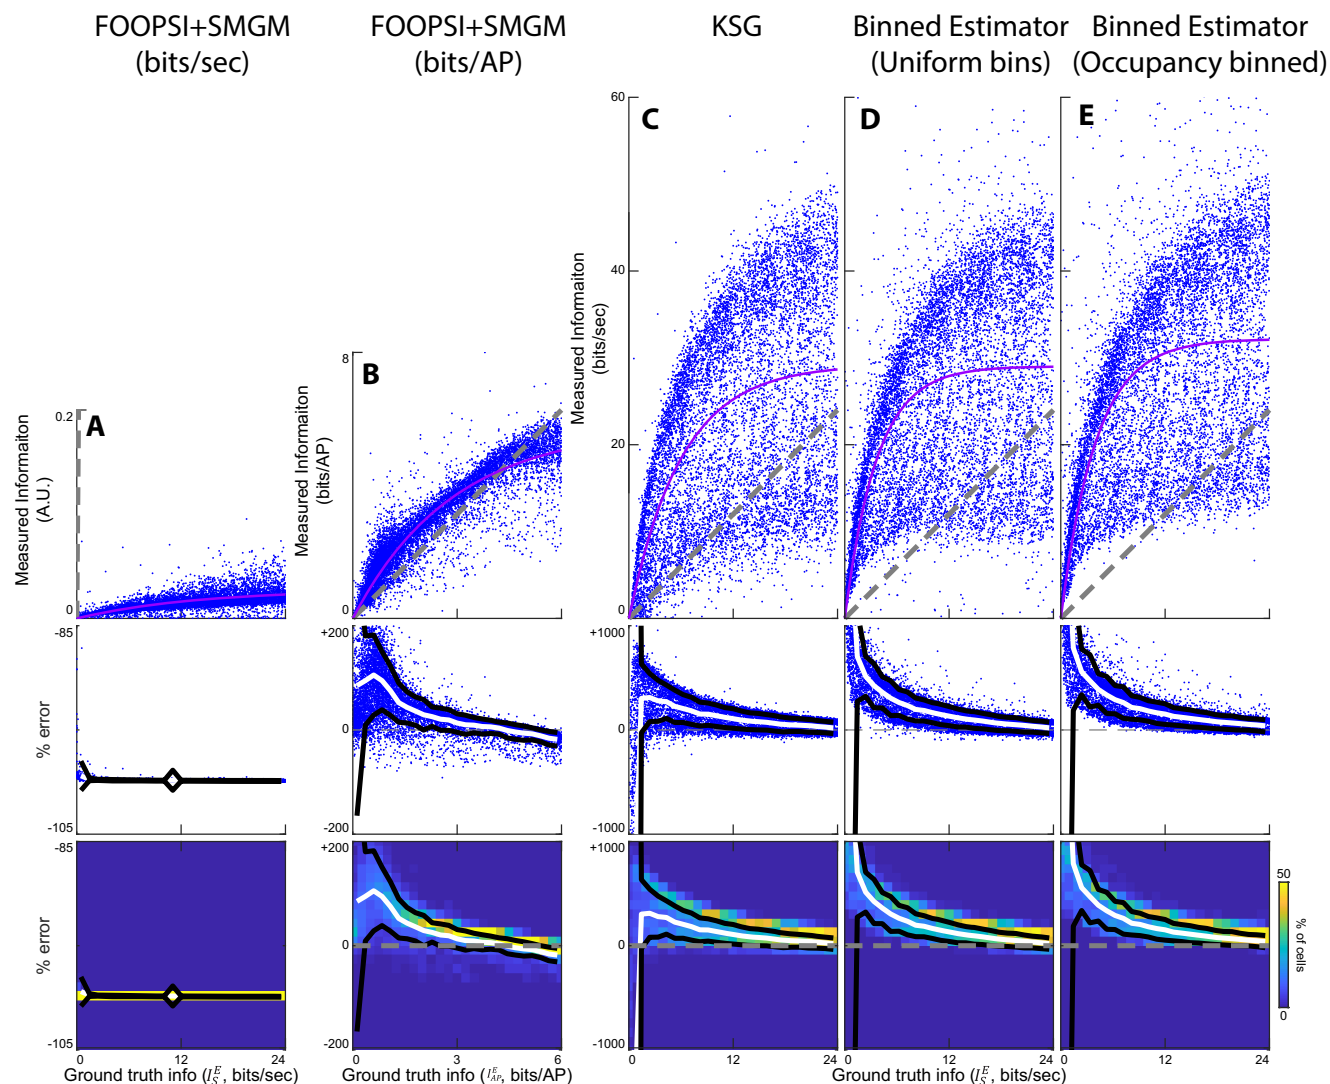 FOOPSI+SMGM
(bits/sec)
FOOPSI+SMGM
(bits/AP)
KSG
Binned Estimator
(Uniform bins)
Binned Estimator
(Occupancy binned)
A
0.2
0
Measured Informaiton
(A.U.)
B
8
0
Measured Informaiton
(bits/AP)
C
60
40
20
0
Measured Informaiton
(bits/sec)
D
E
-85
-105
% error
+200
0
-200
+1000
0
-1000
-85
-105
% error
0
12
24
Ground truth info (I_S^E, bits/sec)
+200
0
-200
0
3
6
Ground truth info (I_AP^E, bits/AP)
+1000
0
-1000
0
12
24
0
12
24
0
12
24
Ground truth info (I_S^E, bits/sec)
50
0
% of cells